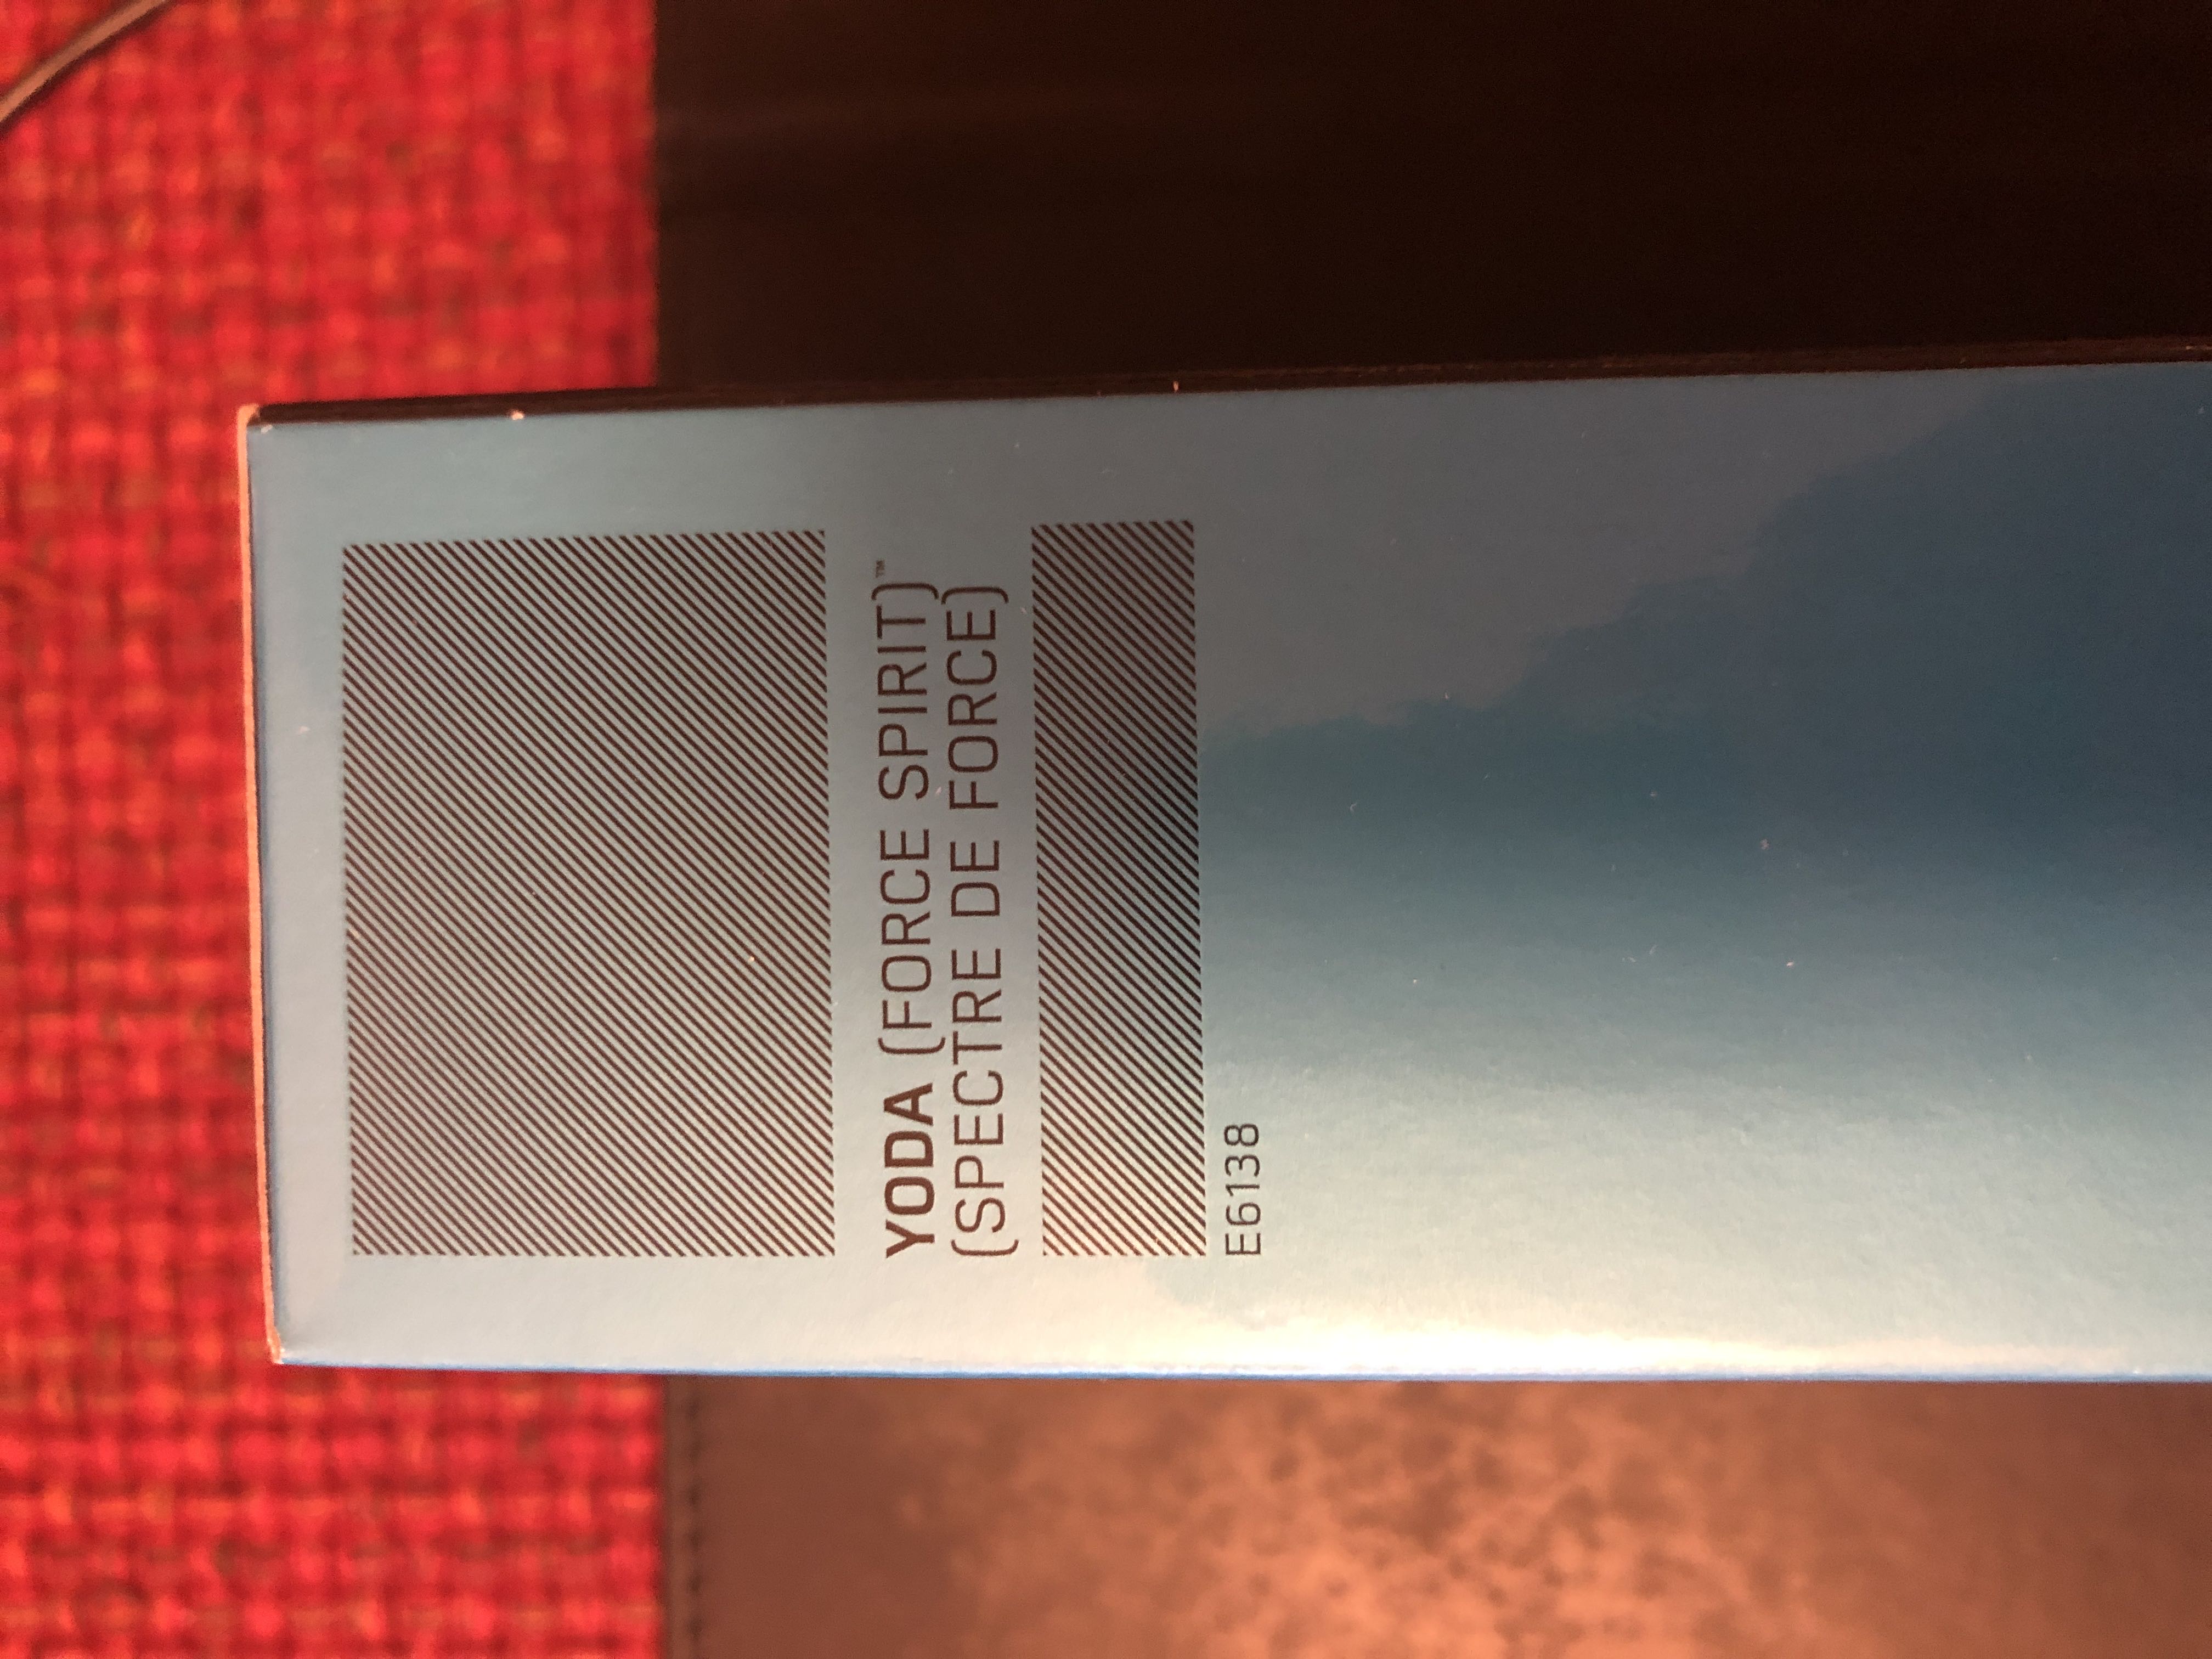 YODA (FORCE SPIRIT)™
(SPECTRE DE FORCE)
E6138